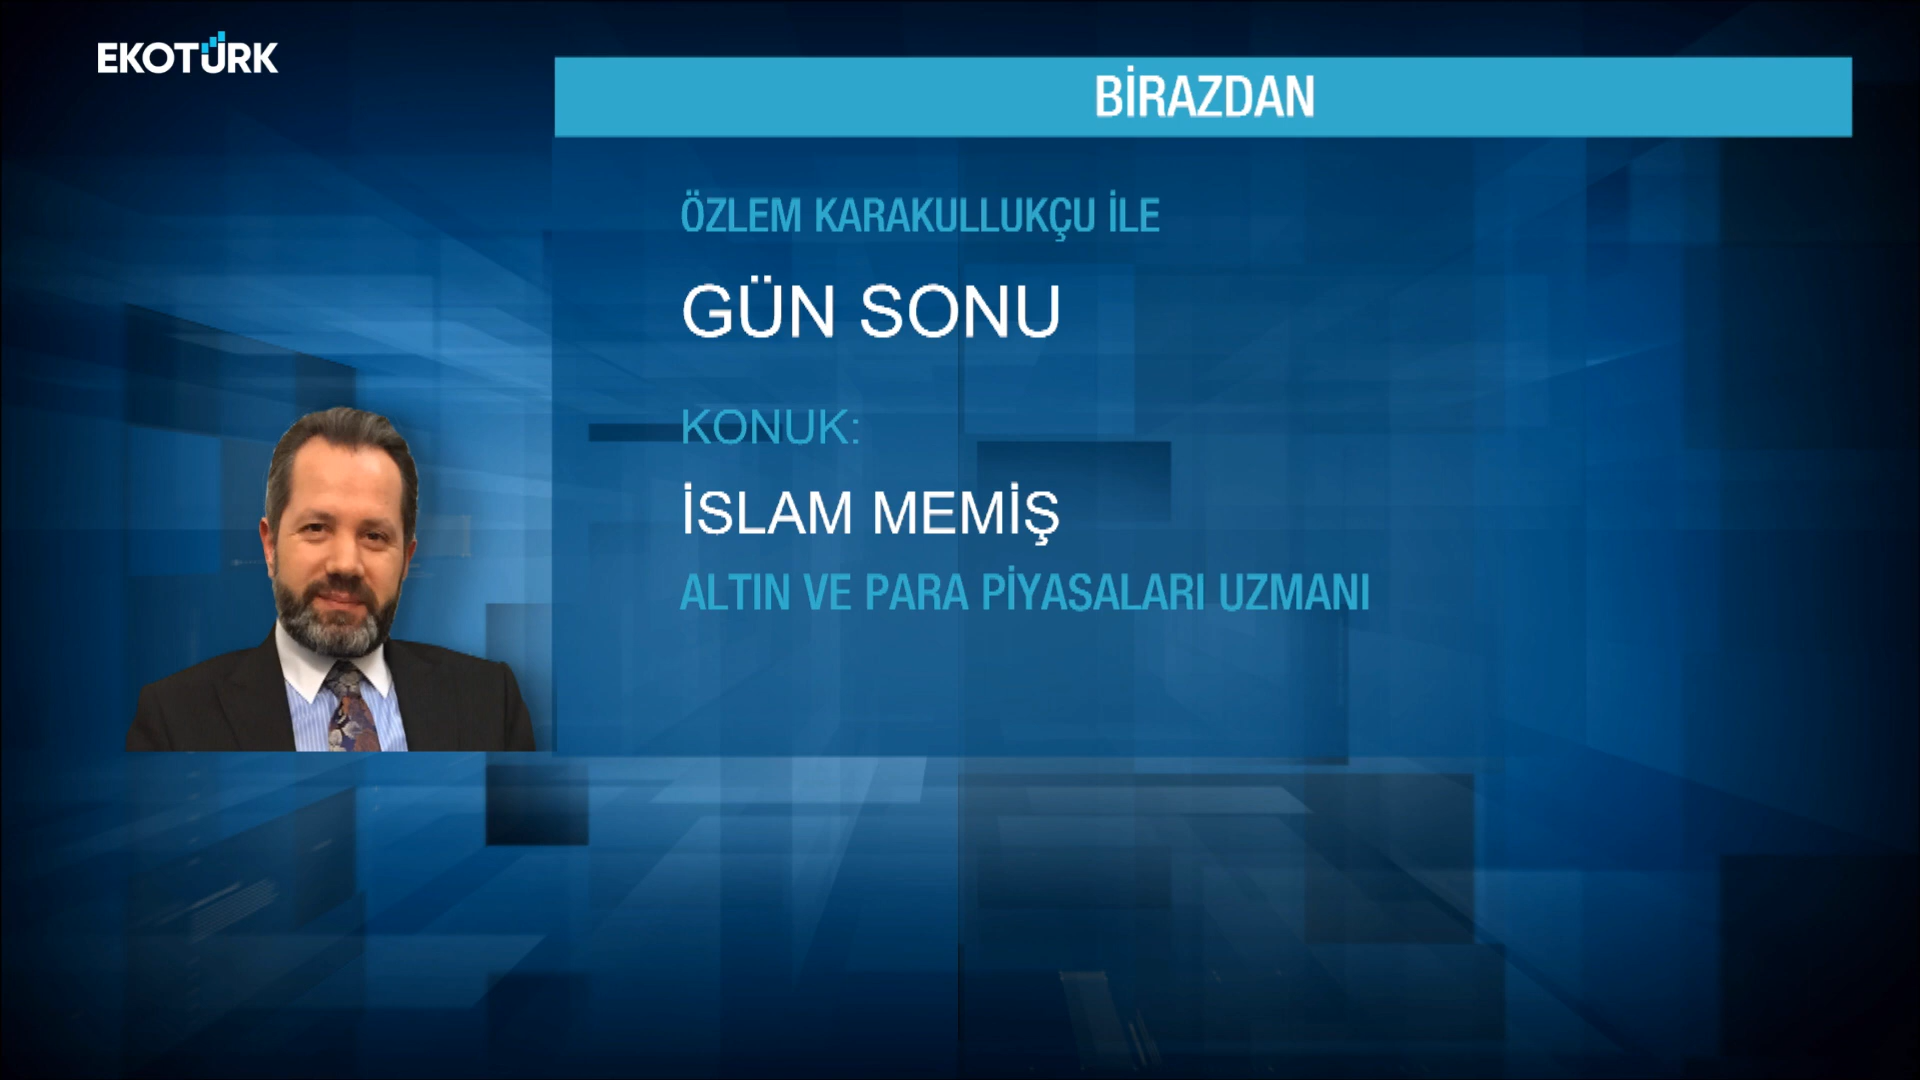 EKOTÜRK
BİRAZDAN
ÖZLEM KARAKULLUKÇU İLE
GÜN SONU
KONUK:
İSLAM MEMİŞ
ALTIN VE PARA PİYASALARI UZMANI